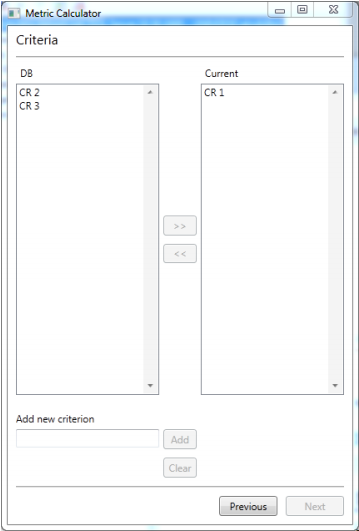 Metric Calculator
Criteria
DB
Current
CR 2
CR 3
CR 1
>>
<<
Add new criterion
Add
Clear
Previous
Next